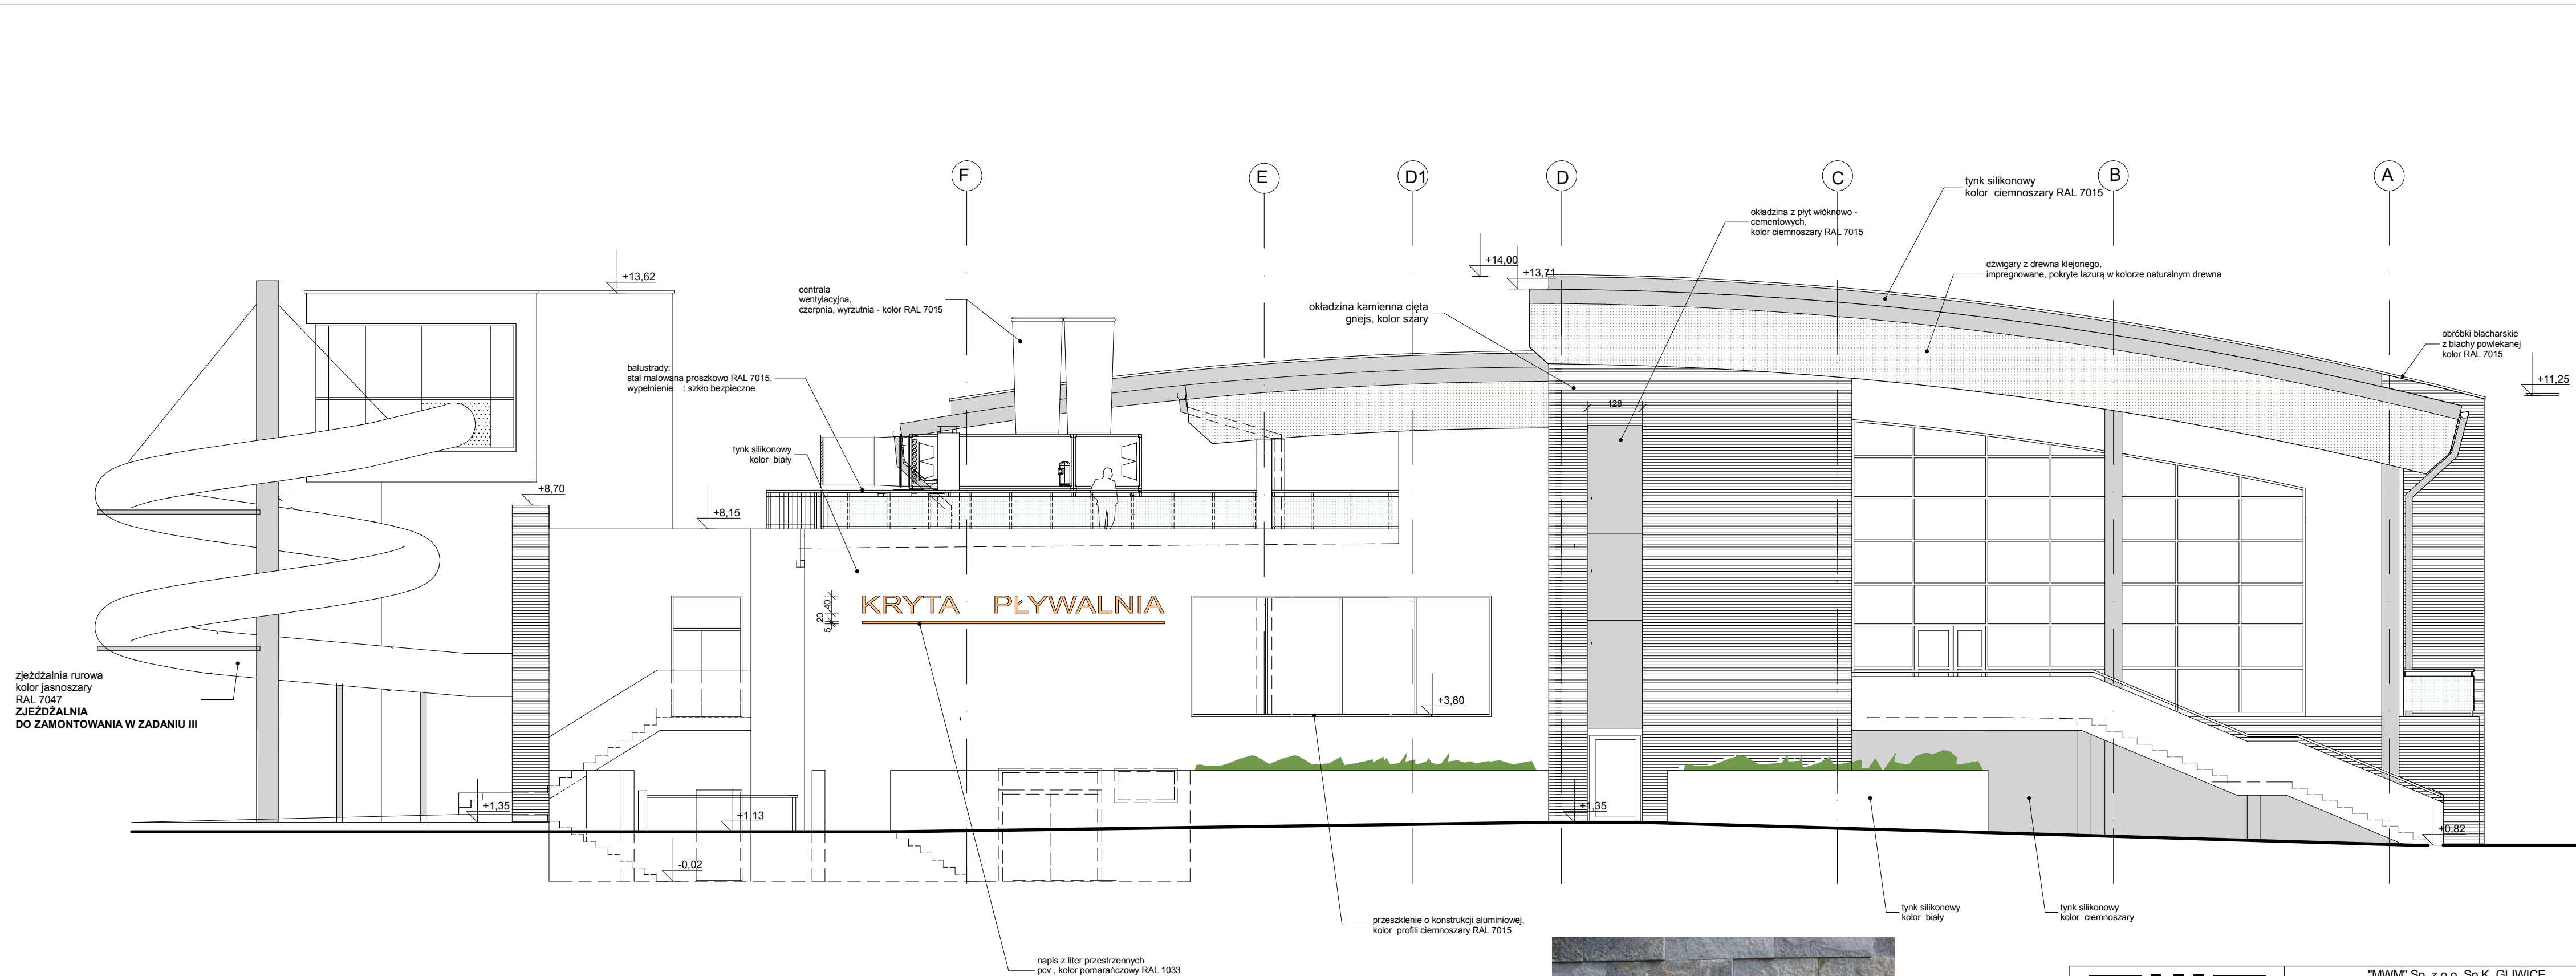 F
E
D1
D
C
B
A
tynk silikonowy
kolor ciemnoszary RAL 7015
okładzina z płyt włóknowo -
cementowych,
kolor ciemnoszary RAL 7015
+14,00
+13,71
+13,62
dźwigary z drewna klejonego,
impregnowane, pokryte lazurą w kolorze naturalnym drewna
centrala
wentylacyjna,
czerpnia, wyrzutnia - kolor RAL 7015
okładzina kamienna cięta
gnejs, kolor szary
obróbki blacharskie
z blachy powlekanej
kolor RAL 7015
+11,25
balustrady:
stal malowana proszkowo RAL 7015,
wypełnienie : szkło bezpieczne
128
tynk silikonowy
kolor biały
+8,70
+8,15
KRYTA PŁYWALNIA
40
20
5
zjeżdżalnia rurowa
kolor jasnoszary
RAL 7047
ZJEŻDŻALNIA
DO ZAMONTOWANIA W ZADANIU III
+3,80
+1,35
+1,13
+1,35
+0,82
-0,02
tynk silikonowy
kolor biały
tynk silikonowy
kolor ciemnoszary
przeszklenie o konstrukcji aluminiowej,
kolor profili ciemnoszary RAL 7015
napis z liter przestrzennych
pcv , kolor pomarańczowy RAL 1033
"MWM" Sp. z o.o. Sp.K. GLIWICE